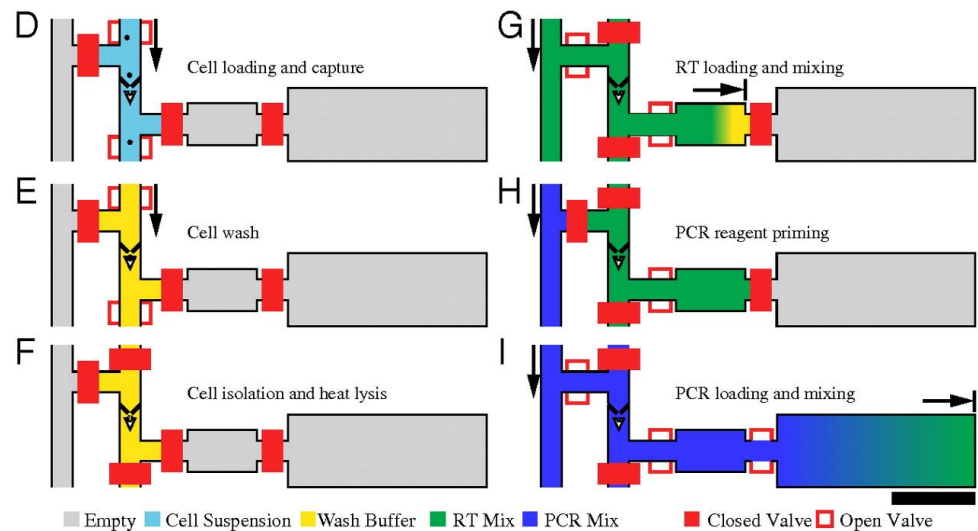 D
Cell loading and capture
E
Cell wash
F
Cell isolation and heat lysis
G
RT loading and mixing
H
PCR reagent priming
I
PCR loading and mixing
Empty Cell Suspension Wash Buffer RT Mix PCR Mix Closed Valve Open Valve